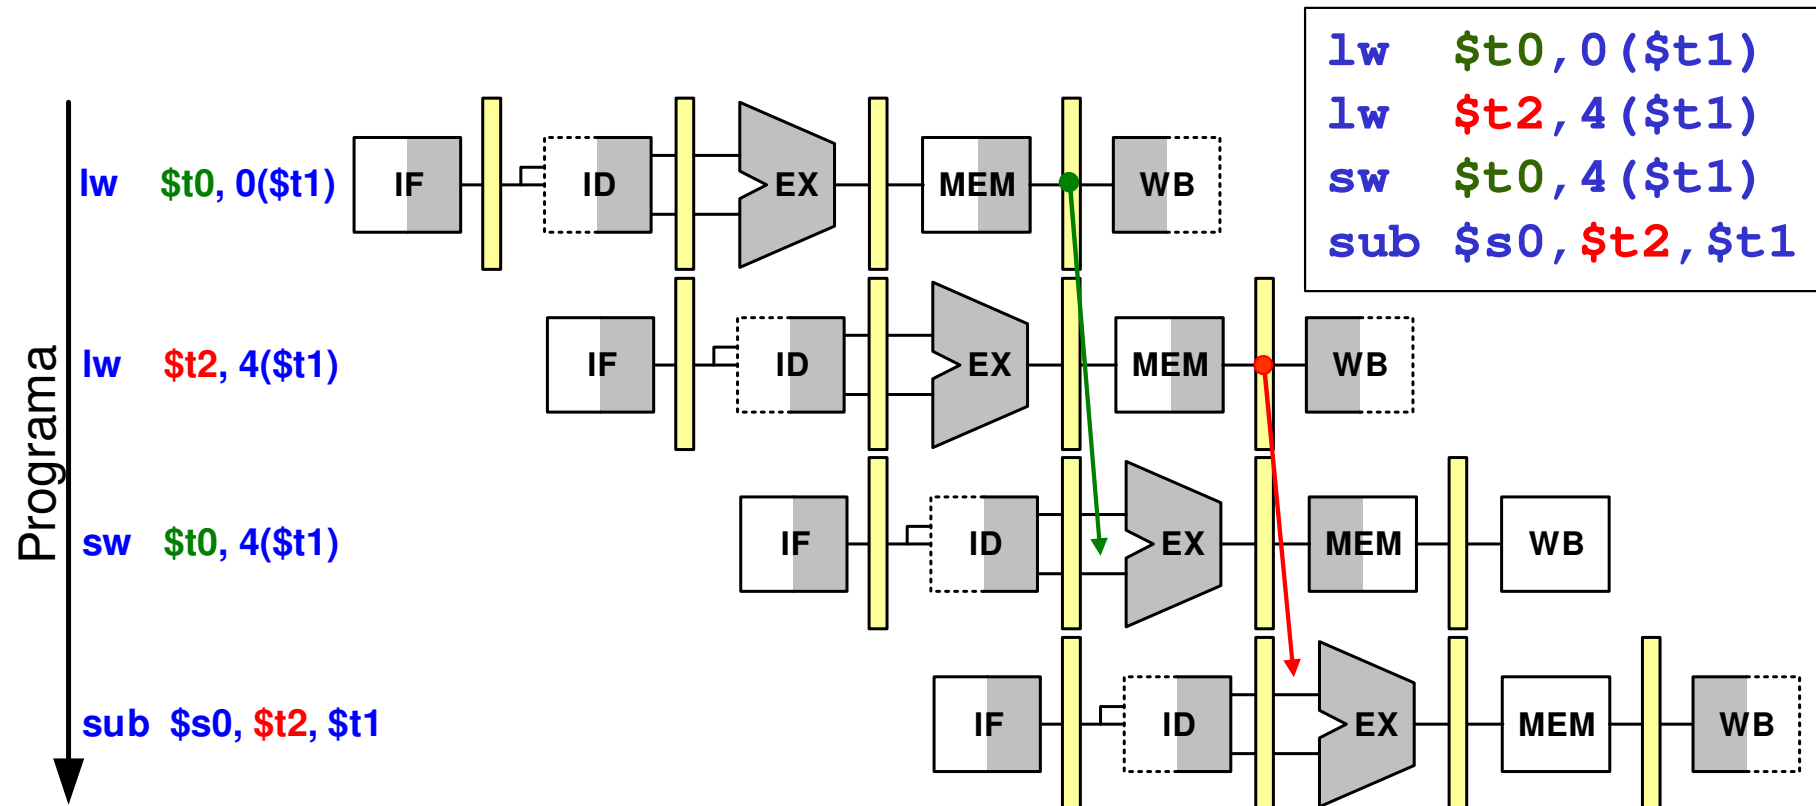 lw $t0,0($t1)
lw $t2,4($t1)
sw $t0,4($t1)
sub $s0,$t2,$t1
Programa
lw $t0, 0($t1) IF ID EX MEM WB
lw $t2, 4($t1) IF ID EX MEM WB
sw $t0, 4($t1) IF ID EX MEM WB
sub $s0, $t2, $t1 IF ID EX MEM WB